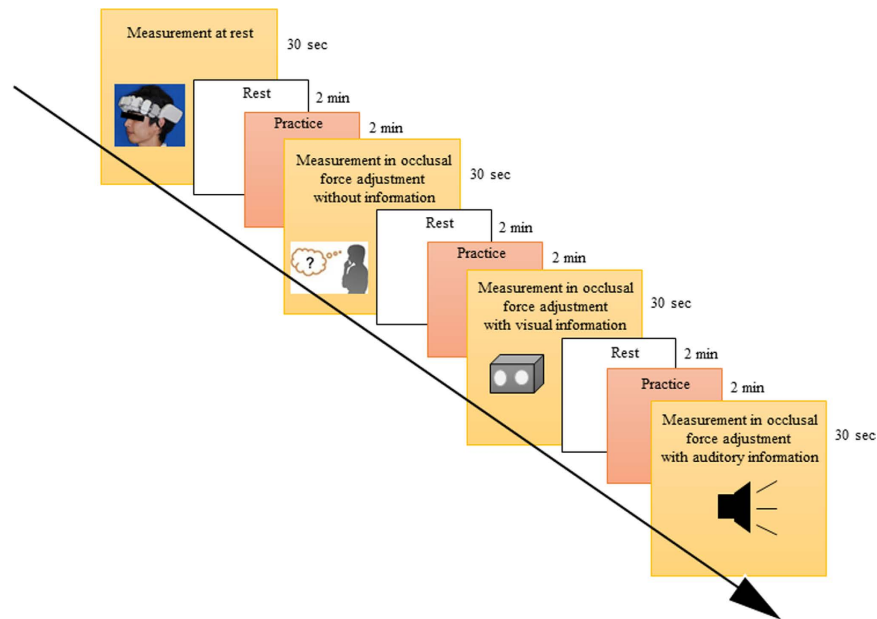 Measurement at rest
30 sec
Rest
2 min
Practice
2 min
Measurement in occlusal
force adjustment
without information
30 sec
?
Rest
2 min
Practice
2 min
Measurement in occlusal
force adjustment
with visual information
30 sec
Rest
2 min
Practice
2 min
Measurement in occlusal
force adjustment
with auditory information
30 sec